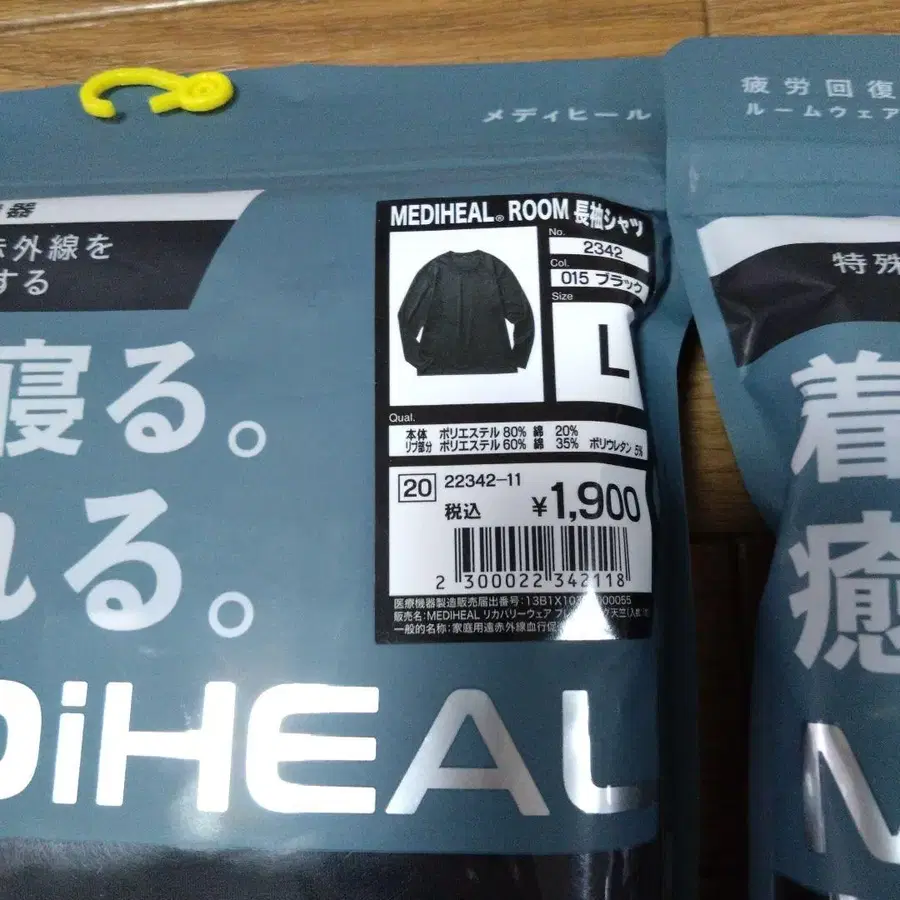 メディヒール
器
外線を
する
寝る。
れる。
DiHEAL
MEDIHEAL® ROOM 長袖シャツ
No.
2342
Col.
015 ブラック
Size
L
Qual.
本体 ポリエステル 80% 綿 20%
リブ部分 ポリエステル 60% 綿 35% ポリウレタン 5%
20 22342-11
税込 ¥1,900
2 300022 342118
医療機器製造販売届出番号:13B1X10 000055
販売名:MEDIHEAL リカバリーウェア
一般的名称:家庭用遠赤外線血行促
疲労回復
ルームウェア
特殊
着
癒
M